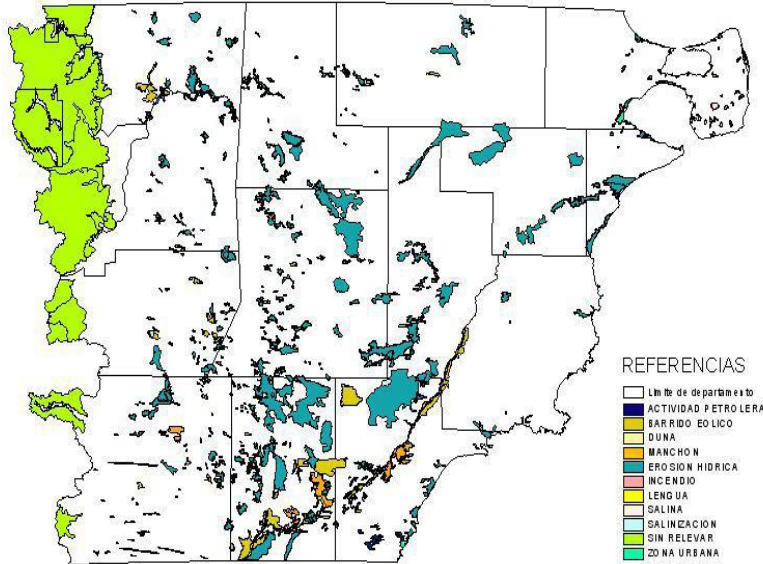 REFERENCIAS
Limite de departamento
ACTIVIDAD PETROLERA
BARRIDO EOLICO
DUNA
MANCHON
EROSION HIDRICA
INCENDIO
LENGUA
SALINA
SALINIZACION
SIN RELEVAR
ZONA URBANA